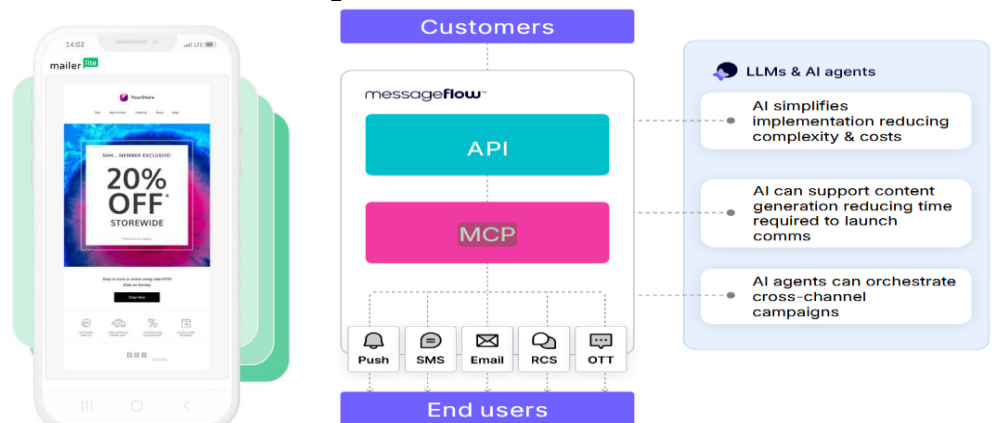 14:02
LTE
mailer lite
YourStore
SHH... MEMBER EXCLUSIVE!
20%
OFF*
STOREWIDE
Shop Now
Customers
messageflow™
API
MCP
Push
SMS
Email
RCS
OTT
End users
LLMs & AI agents
AI simplifies
implementation reducing
complexity & costs
AI can support content
generation reducing time
required to launch
comms
AI agents can orchestrate
cross-channel
campaigns